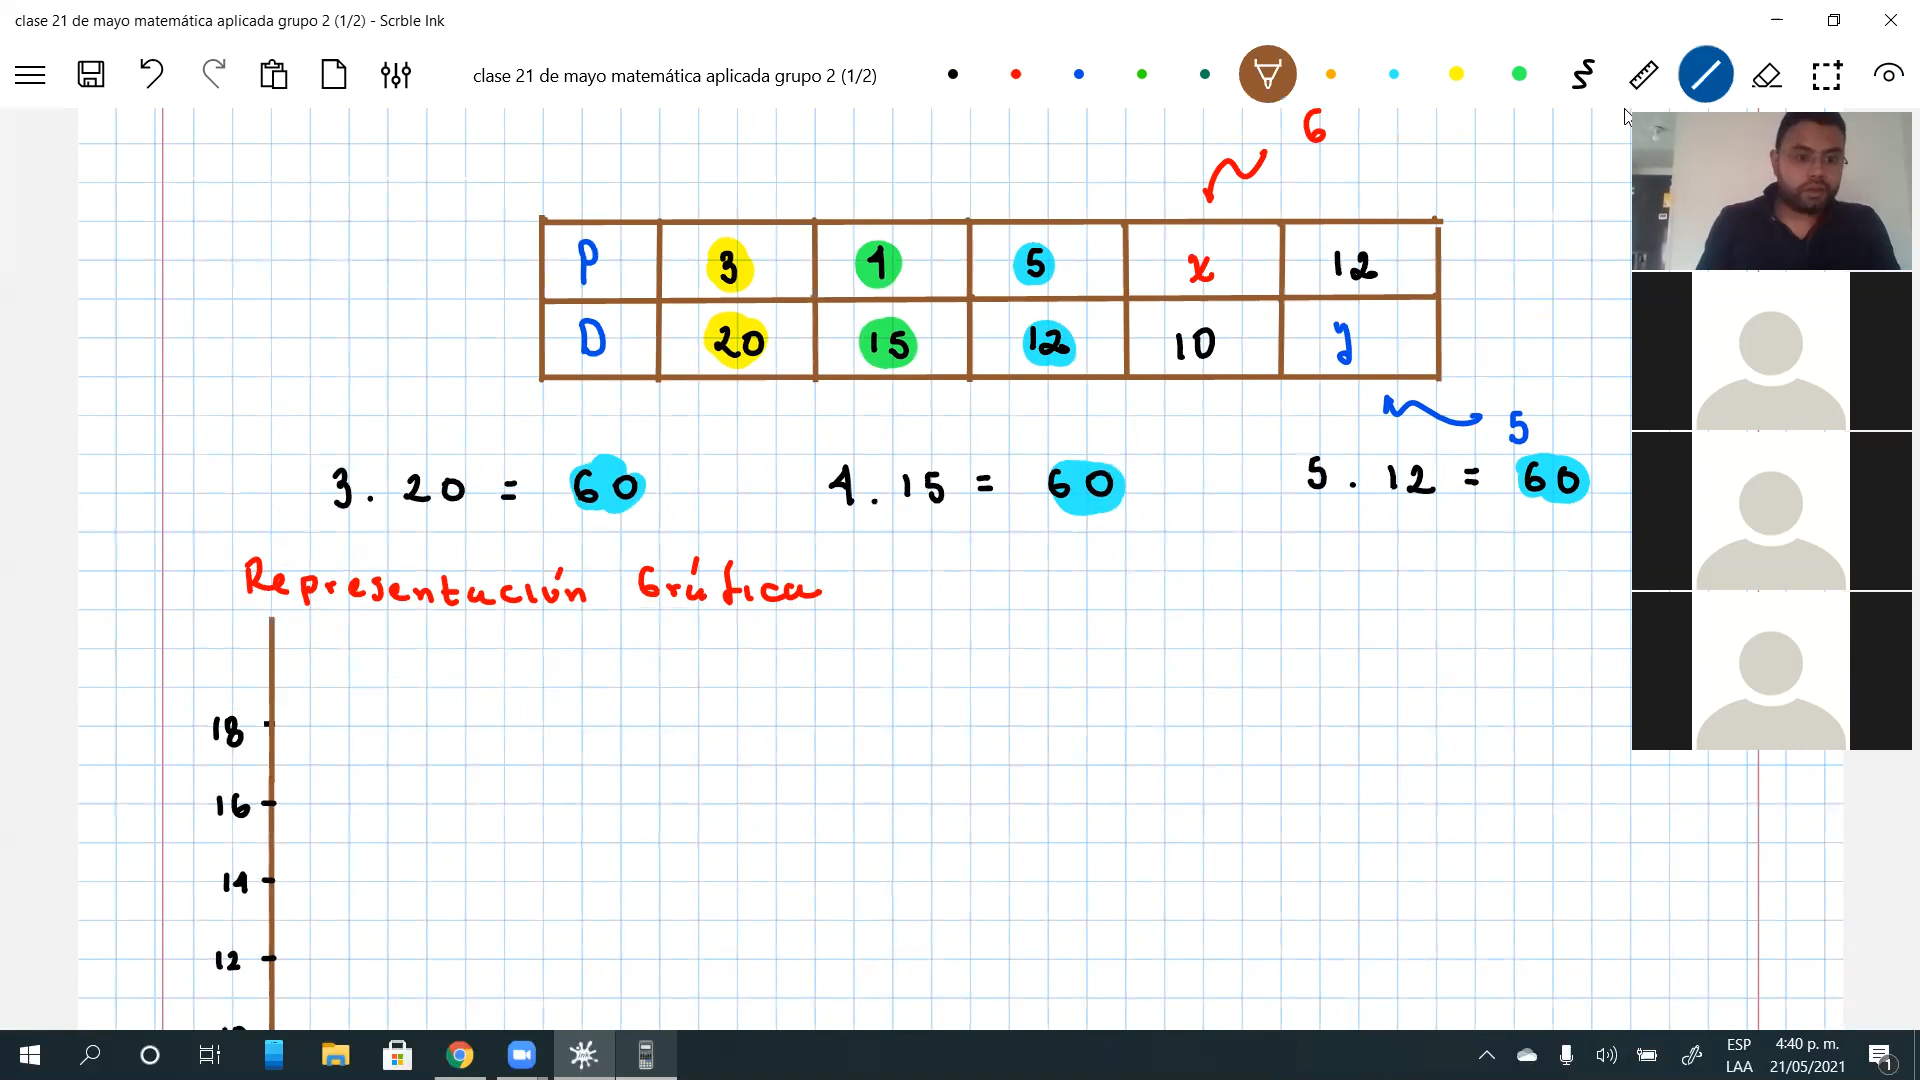 clase 21 de mayo matemática aplicada grupo 2 (1/2) - Scrble Ink
clase 21 de mayo matemática aplicada grupo 2 (1/2)
6
P 3 4 5 x 12
D 20 15 12 10 y
5
3 . 20 = 60 4 . 15 = 60 5 . 12 = 60
Representación Gráfica
18
16
14
12
ESP 4:40 p. m.
LAA 21/05/2021 1